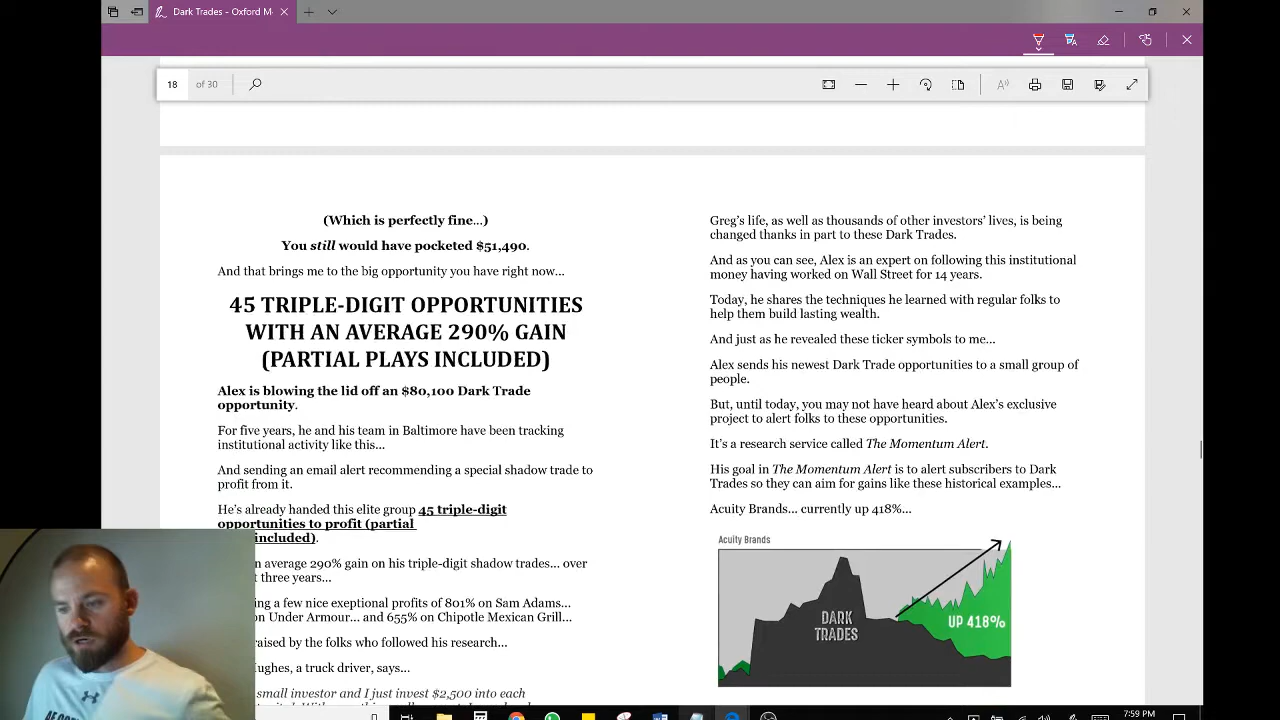 Dark Trades - Oxford M
18 of 30
(Which is perfectly fine...)
You still would have pocketed $51,490.
And that brings me to the big opportunity you have right now...
45 TRIPLE-DIGIT OPPORTUNITIES
WITH AN AVERAGE 290% GAIN
(PARTIAL PLAYS INCLUDED)
Alex is blowing the lid off an $80,100 Dark Trade
opportunity.
For five years, he and his team in Baltimore have been tracking
institutional activity like this...
And sending an email alert recommending a special shadow trade to
profit from it.
He's already handed this elite group 45 triple-digit
opportunities to profit (partial
included).
average 290% gain on his triple-digit shadow trades... over
three years...
a few nice exeptional profits of 801% on Sam Adams...
on Under Armour... and 655% on Chipotle Mexican Grill...
by the folks who followed his research...
a truck driver, says...
small investor and I just invest $2,500 into each
Greg's life, as well as thousands of other investors' lives, is being
changed thanks in part to these Dark Trades.
And as you can see, Alex is an expert on following this institutional
money having worked on Wall Street for 14 years.
Today, he shares the techniques he learned with regular folks to
help them build lasting wealth.
And just as he revealed these ticker symbols to me...
Alex sends his newest Dark Trade opportunities to a small group of
people.
But, until today, you may not have heard about Alex's exclusive
project to alert folks to these opportunities.
It's a research service called The Momentum Alert.
His goal in The Momentum Alert is to alert subscribers to Dark
Trades so they can aim for gains like these historical examples...
Acuity Brands... currently up 418%...
Acuity Brands
DARK
TRADES
UP 418%
7:59 PM